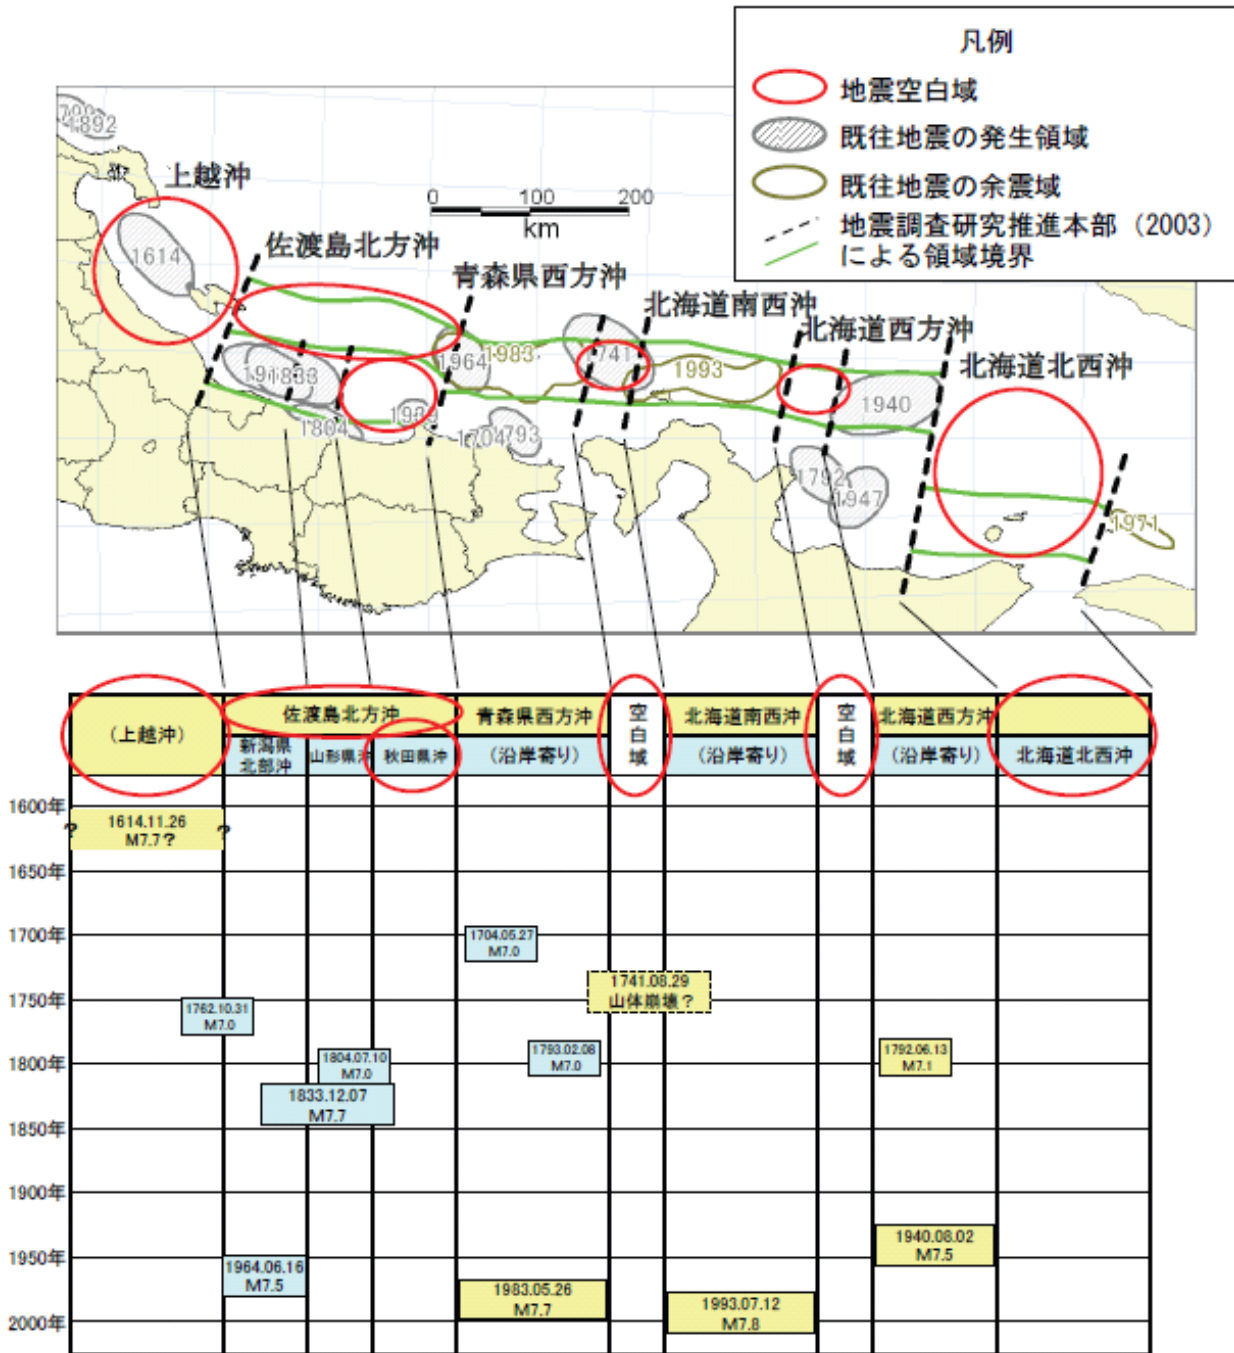 凡例
地震空白域
既往地震の発生領域
既往地震の余震域
地震調査研究推進本部（2003）
による領域境界
1892
上越沖
0 100 200
km
1614
佐渡島北方沖
青森県西方沖
北海道南西沖
北海道西方沖
北海道北西沖
1964
1983
1741
1993
1940
1833
1804
1704
1793
1792
1947
1971
（上越沖）
佐渡島北方沖
新潟県
北部沖
山形県沖
秋田県沖
青森県西方沖
（沿岸寄り）
空
白
域
北海道南西沖
（沿岸寄り）
空
白
域
北海道西方沖
（沿岸寄り）
北海道北西沖
1600年
? 1614.11.26 ?
M7.7？
1650年
1700年
1704.05.27
M7.0
1741.08.29
山体崩壊？
1750年
1762.10.31
M7.0
1800年
1804.07.10
M7.0
1793.02.08
M7.0
1792.06.13
M7.1
1833.12.07
M7.7
1850年
1900年
1940.08.02
M7.5
1950年
1964.06.16
M7.5
1983.05.26
M7.7
1993.07.12
M7.8
2000年